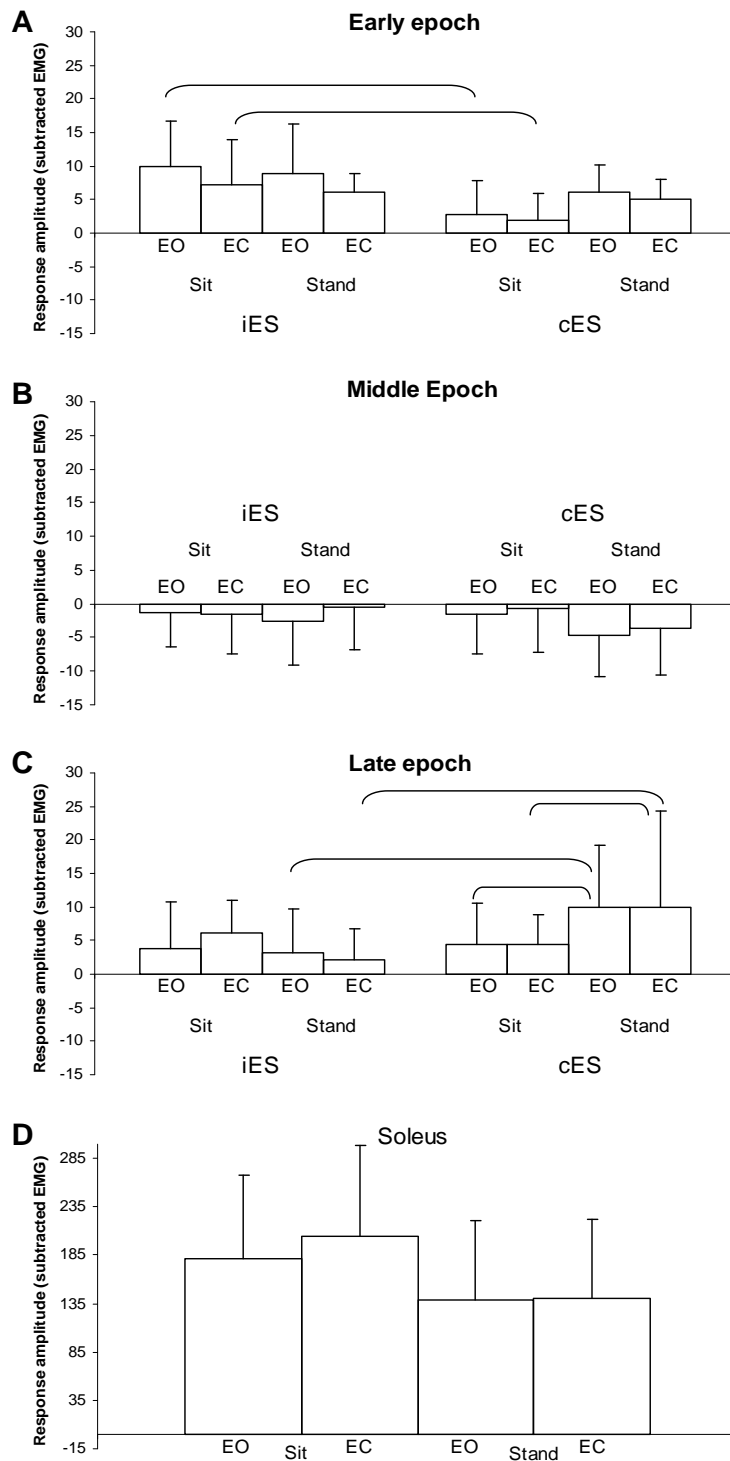 A
Early epoch
Response amplitude (subtracted EMG)
30
25
20
15
10
5
0
-5
-10
-15
EO EC EO EC EO EC EO EC
Sit Stand Sit Stand
iES cES
B
Middle Epoch
Response amplitude (subtracted EMG)
30
25
20
15
10
5
0
-5
-10
-15
iES cES
Sit Stand Sit Stand
EO EC EO EC EO EC EO EC
C
Late epoch
Response amplitude (subtracted EMG)
30
25
20
15
10
5
0
-5
-10
-15
EO EC EO EC EO EC EO EC
Sit Stand Sit Stand
iES cES
D
Soleus
Response amplitude (subtracted EMG)
285
235
185
135
85
35
-15
EO EC EO EC
Sit Stand